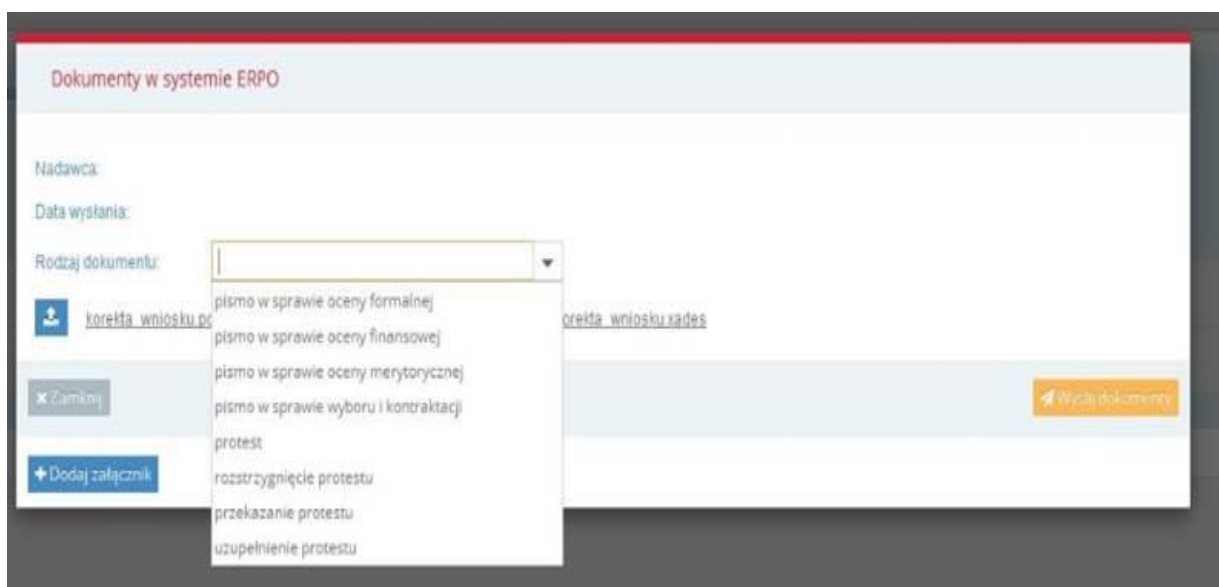 Dokumenty w systemie ERPO
Nadawca:
Data wysłania:
Rodzaj dokumentu:
pismo w sprawie oceny formalnej
korekta_wniosku.pd
orekta_wniosku.xades
pismo w sprawie oceny finansowej
pismo w sprawie oceny merytorycznej
Zamknij
pismo w sprawie wyboru i kontraktacji
Wyślij dokumenty
protest
Dodaj załącznik
rozstrzygnięcie protestu
przekazanie protestu
uzupełnienie protestu